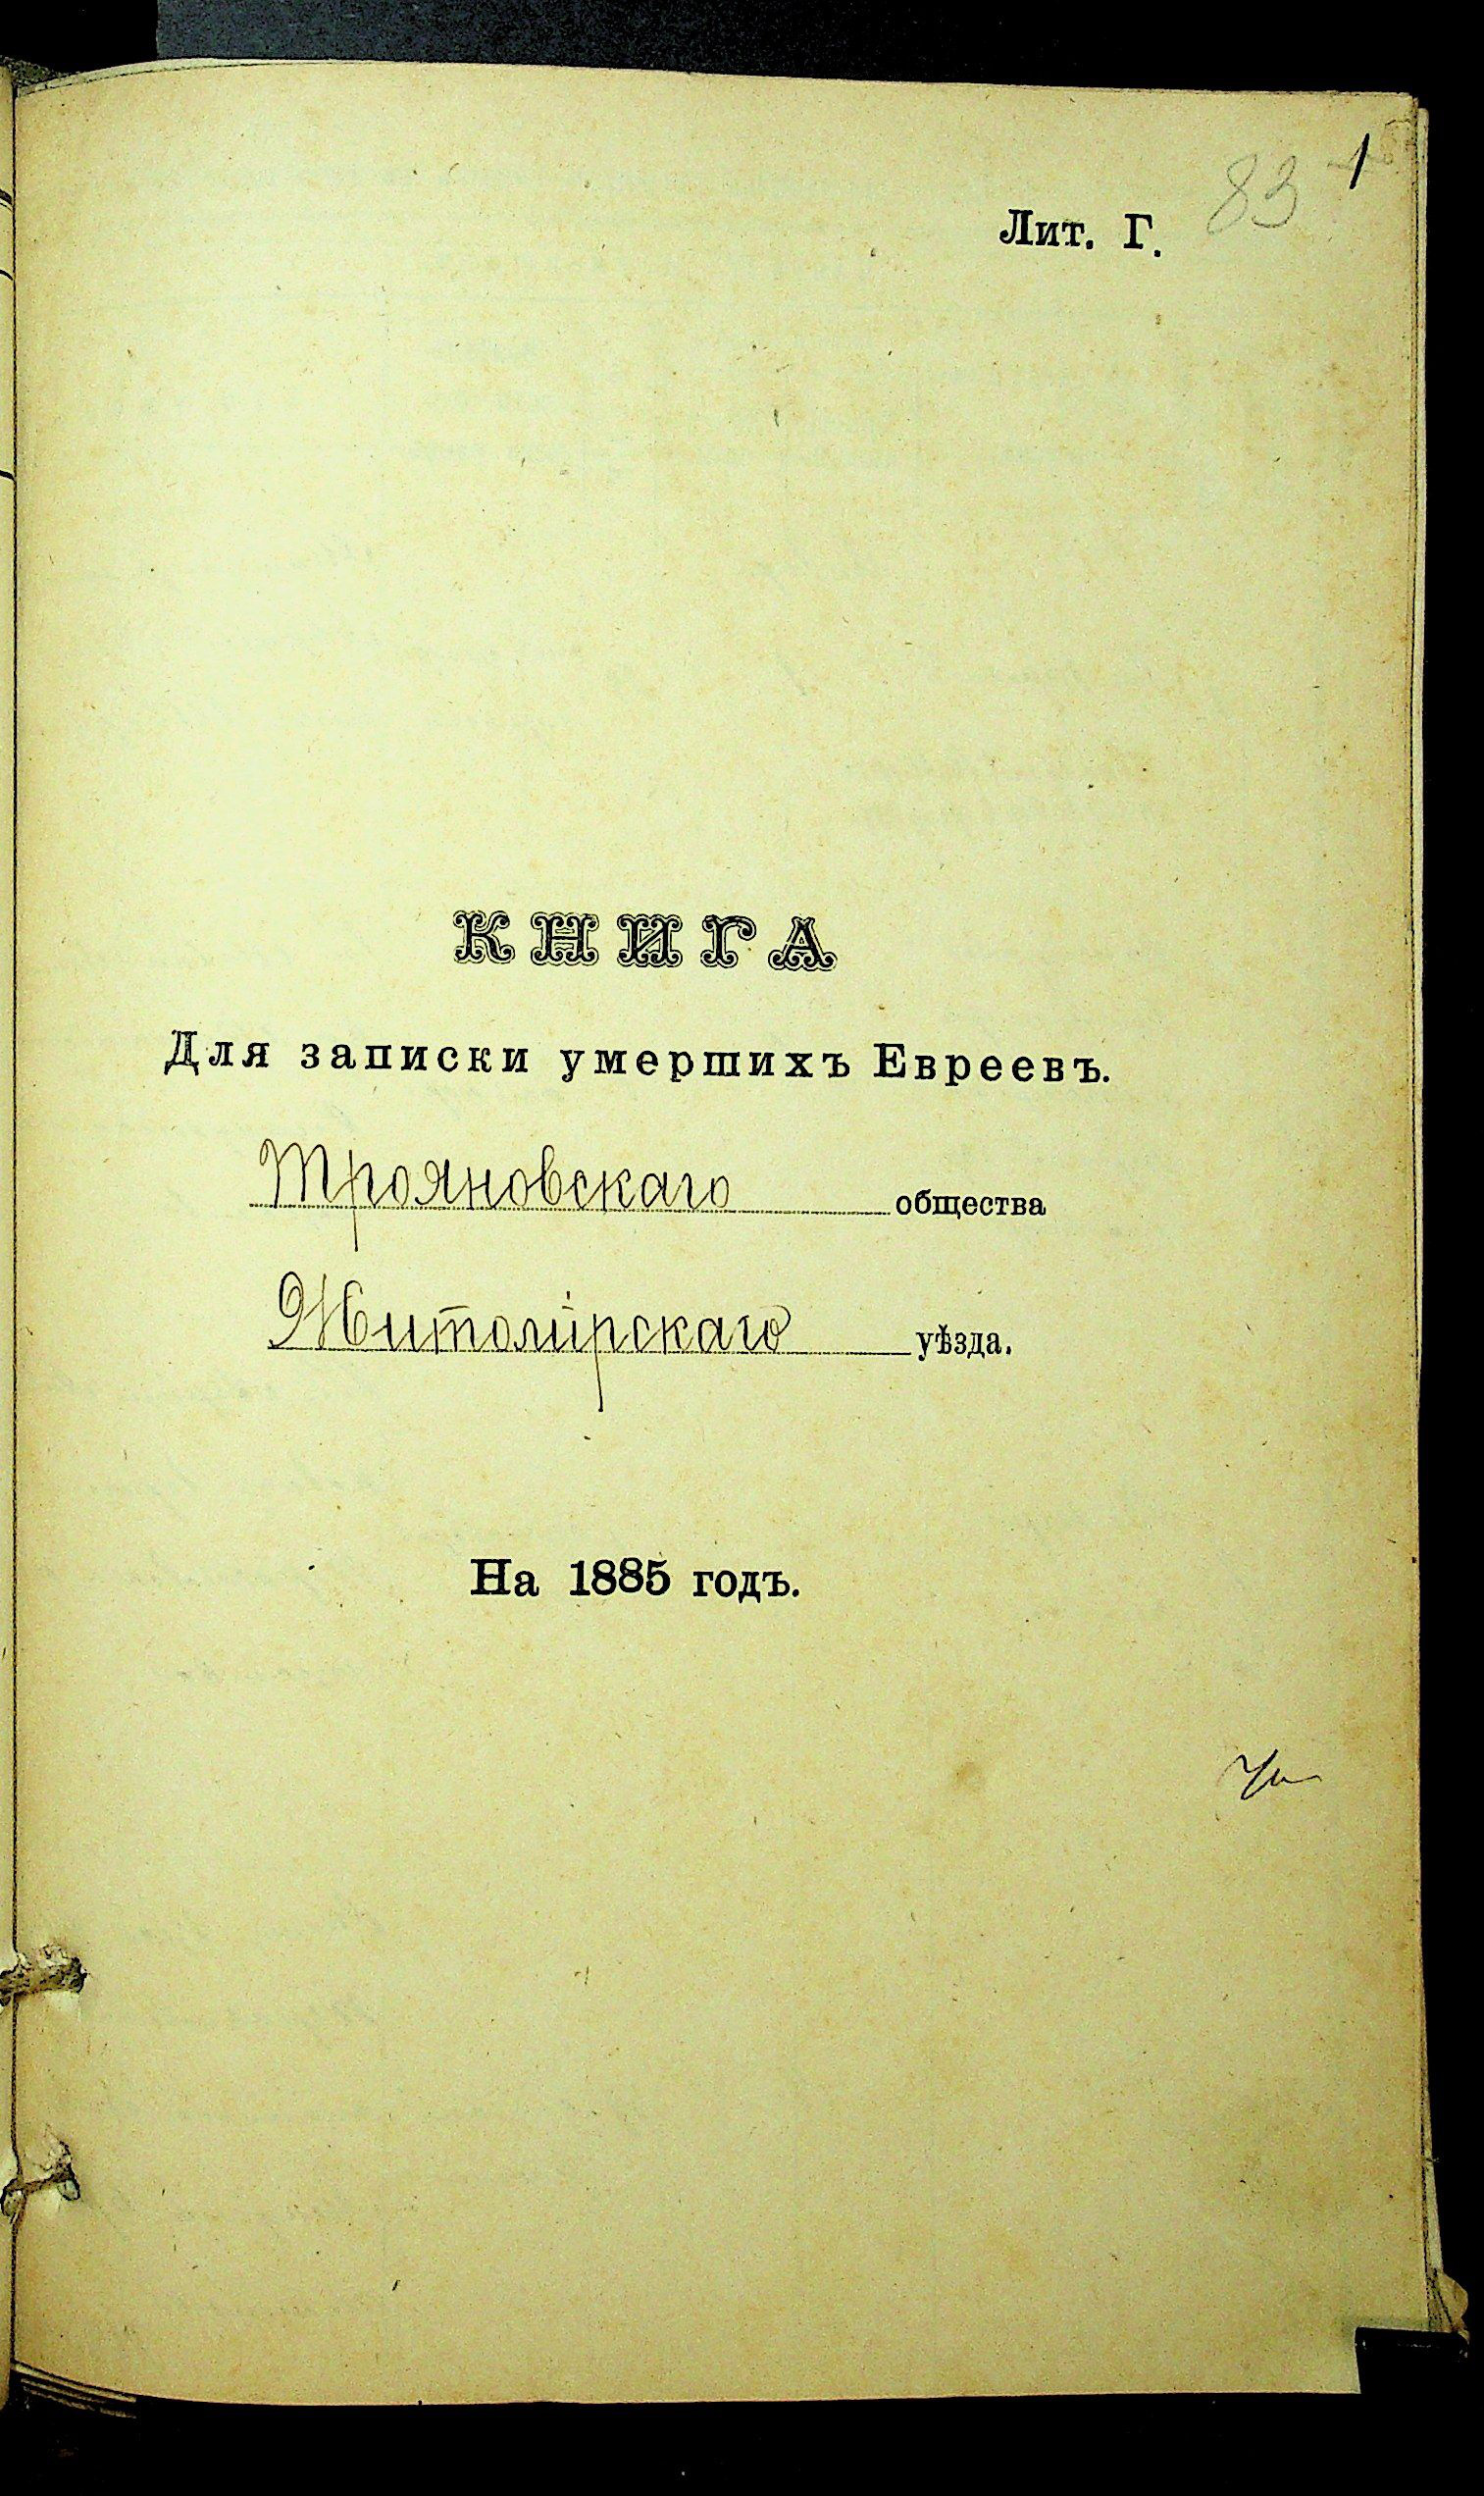 1
83
Лит. Г.
КНИГА
Для записки умершихъ Евреевъ.
Трояновскаго общества
Житомірскаго уѣзда.
На 1885 годъ.